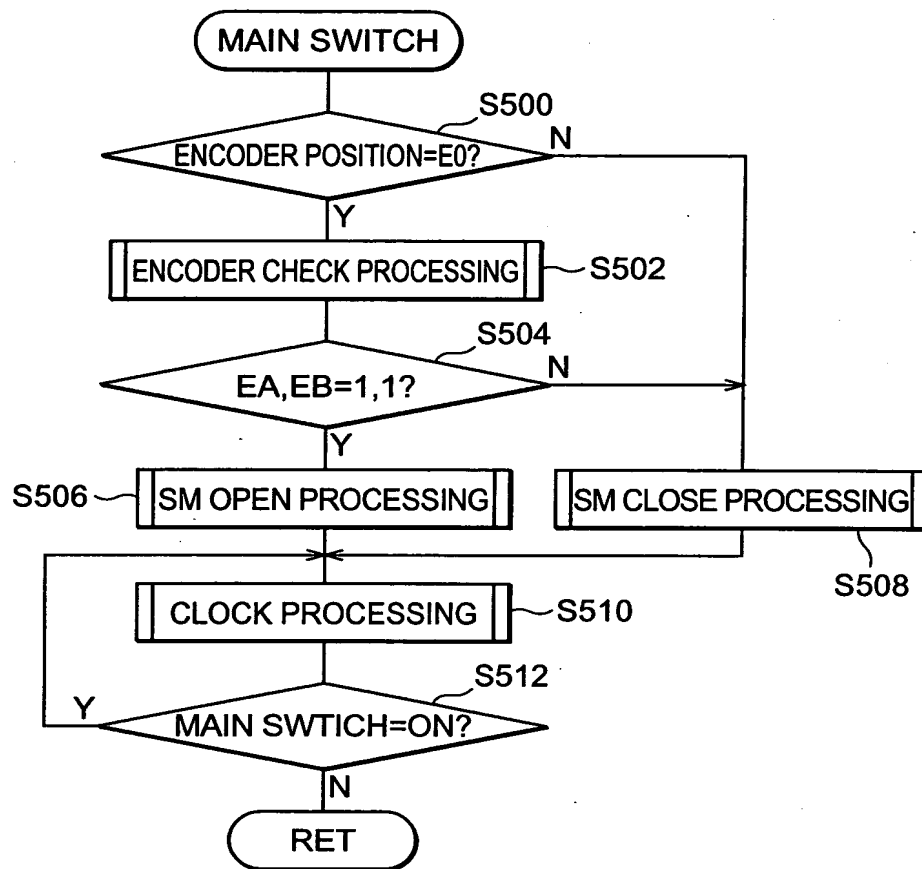 MAIN SWITCH
S500
ENCODER POSITION=E0?
N
Y
ENCODER CHECK PROCESSING
S502
S504
EA,EB=1,1?
N
Y
S506
SM OPEN PROCESSING
SM CLOSE PROCESSING
S508
CLOCK PROCESSING
S510
S512
Y
MAIN SWTICH=ON?
N
RET